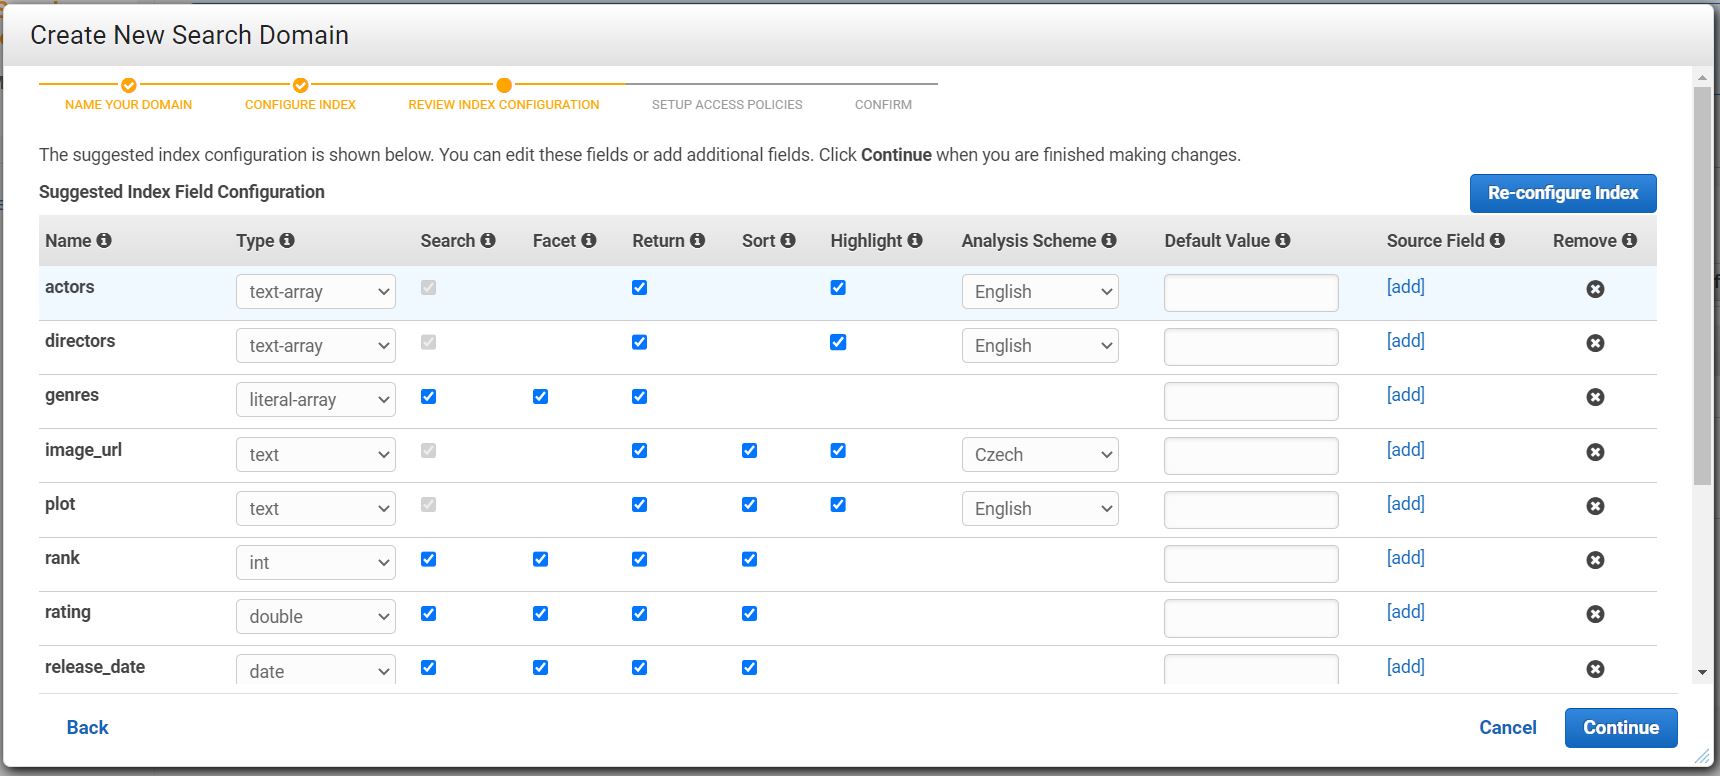 Create New Search Domain
NAME YOUR DOMAIN CONFIGURE INDEX REVIEW INDEX CONFIGURATION SETUP ACCESS POLICIES CONFIRM
The suggested index configuration is shown below. You can edit these fields or add additional fields. Click Continue when you are finished making changes.
Suggested Index Field Configuration
Re-configure Index
Name Type Search Facet Return Sort Highlight Analysis Scheme Default Value Source Field Remove
actors text-array English [add]
directors text-array English [add]
genres literal-array [add]
image_url text Czech [add]
plot text English [add]
rank int [add]
rating double [add]
release_date date [add]
Back Cancel Continue